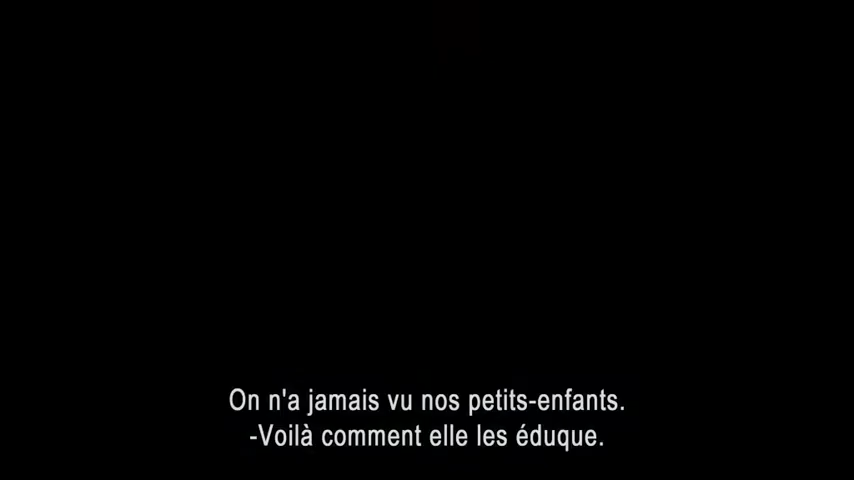 On n'a jamais vu nos petits-enfants.
-Voilà comment elle les éduque.